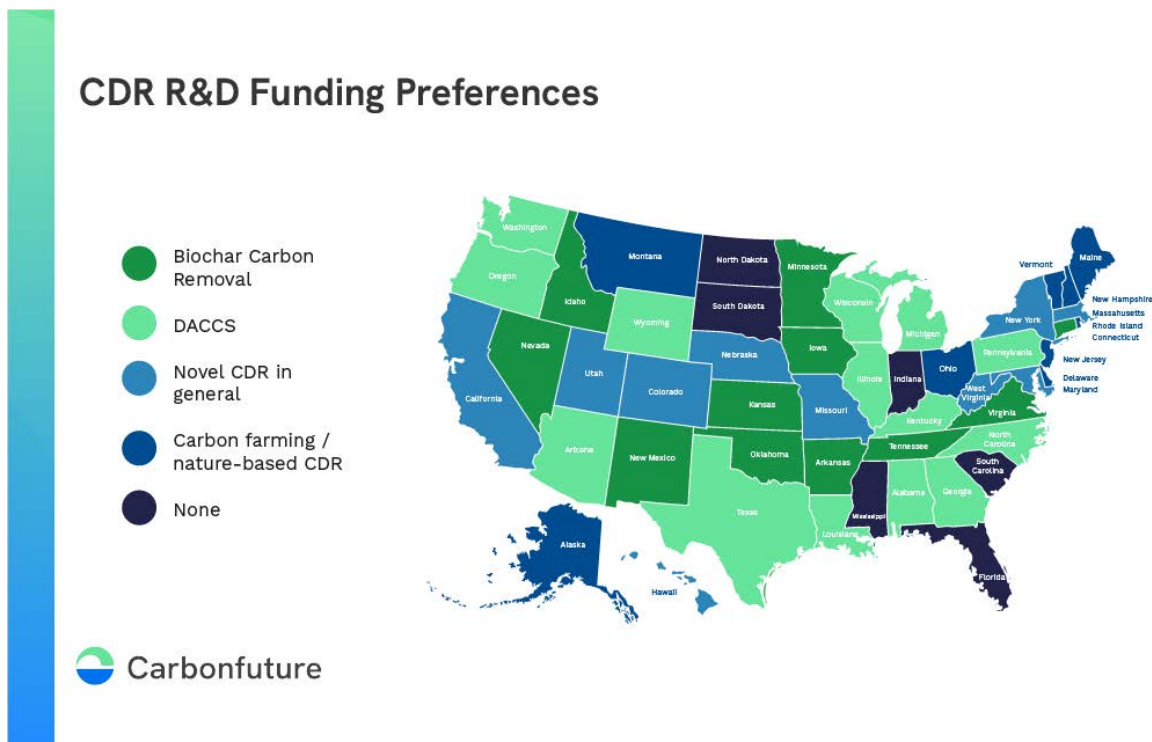 CDR R&D Funding Preferences
Biochar Carbon
Removal
DACCS
Novel CDR in
general
Carbon farming /
nature-based CDR
None
Washington
Oregon
California
Nevada
Idaho
Montana
Wyoming
Utah
Arizona
Colorado
New Mexico
North Dakota
South Dakota
Nebraska
Kansas
Oklahoma
Texas
Minnesota
Iowa
Missouri
Arkansas
Louisiana
Wisconsin
Illinois
Michigan
Indiana
Ohio
Kentucky
Tennessee
Mississippi
Alabama
Georgia
Florida
South
Carolina
North
Carolina
Virginia
West
Virginia
Pennsylvania
New York
Vermont
Maine
New Hampshire
Massahusetts
Rhode Island
Connecticut
New Jersey
Delaware
Maryland
Alaska
Hawaii
Carbonfuture